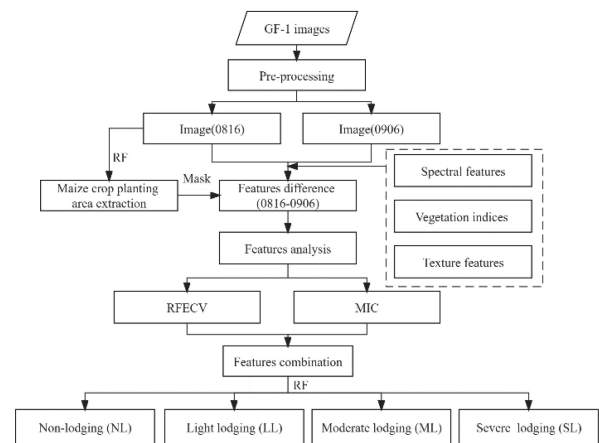 GF-1 images
Pre-processing
Image(0816)
Image(0906)
RF
Maize crop planting
area extraction
Mask
Features difference
(0816-0906)
Spectral features
Vegetation indices
Texture features
Features analysis
RFECV
MIC
Features combination
RF
Non-lodging (NL)
Light lodging (LL)
Moderate lodging (ML)
Severe lodging (SL)